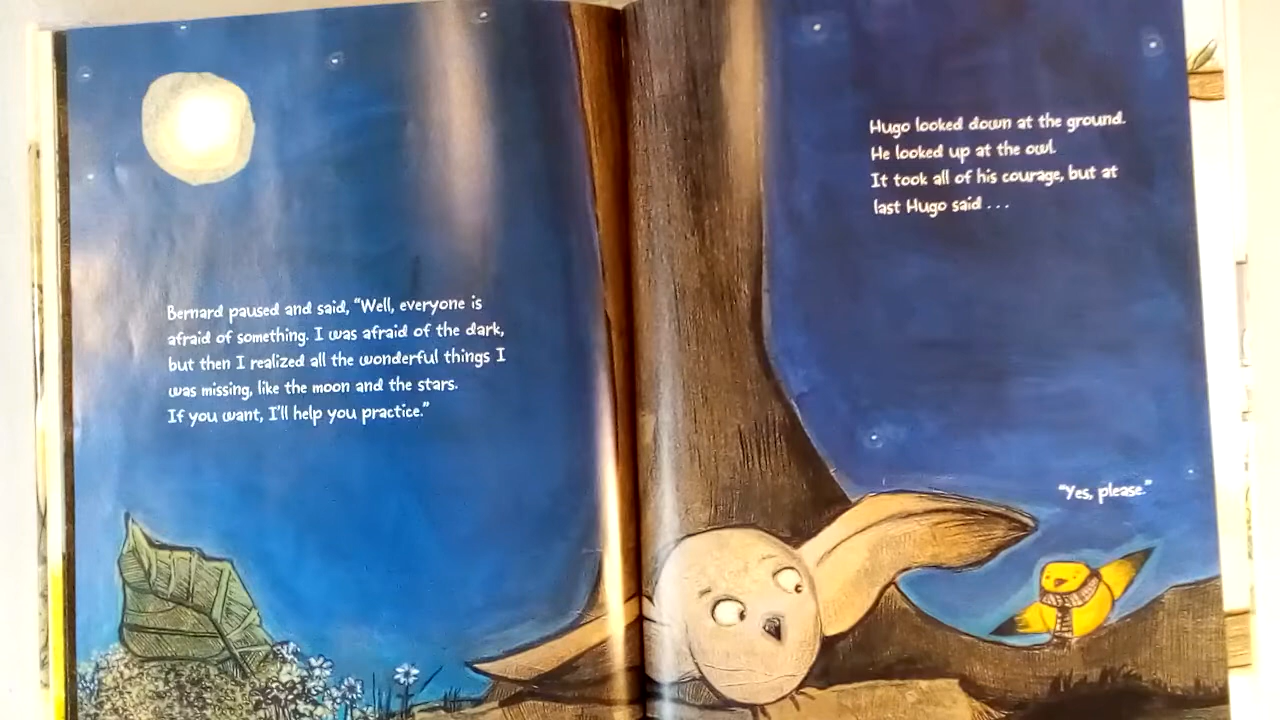 Bernard paused and said, “Well, everyone is
afraid of something. I was afraid of the dark,
but then I realized all the wonderful things I
was missing, like the moon and the stars.
If you want, I'll help you practice.”
Hugo looked down at the ground.
He looked up at the owl.
It took all of his courage, but at
last Hugo said . . .
“Yes, please.”